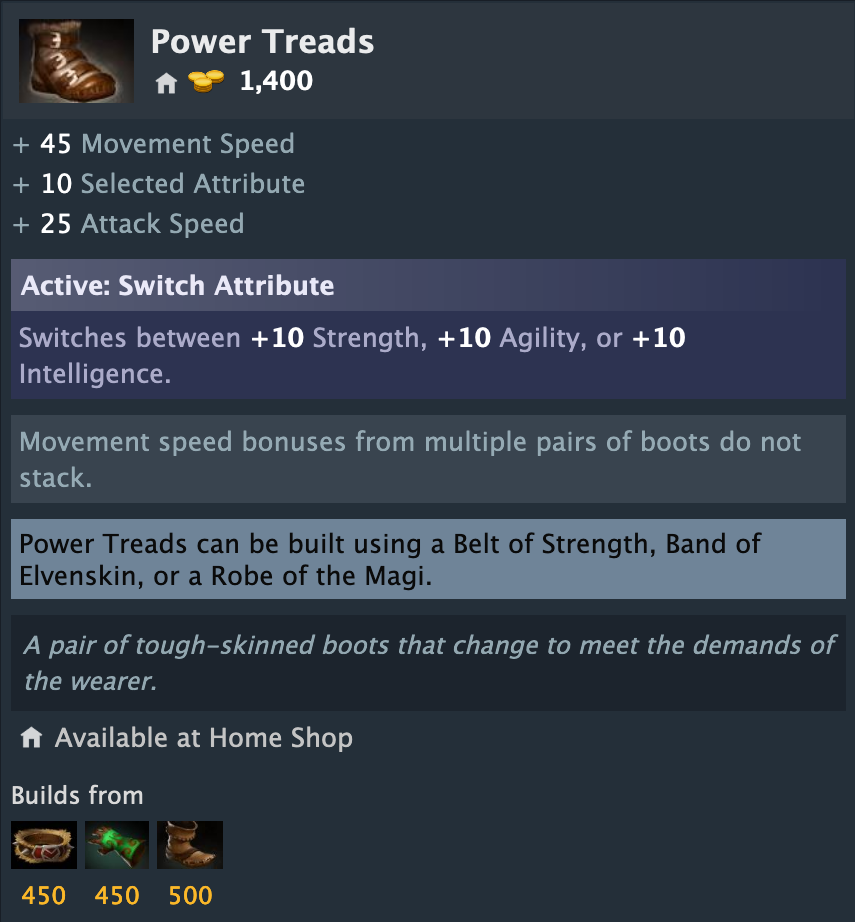 Power Treads
1,400
+ 45 Movement Speed
+ 10 Selected Attribute
+ 25 Attack Speed
Active: Switch Attribute
Switches between +10 Strength, +10 Agility, or +10
Intelligence.
Movement speed bonuses from multiple pairs of boots do not
stack.
Power Treads can be built using a Belt of Strength, Band of
Elvenskin, or a Robe of the Magi.
A pair of tough-skinned boots that change to meet the demands of
the wearer.
Available at Home Shop
Builds from
450 450 500